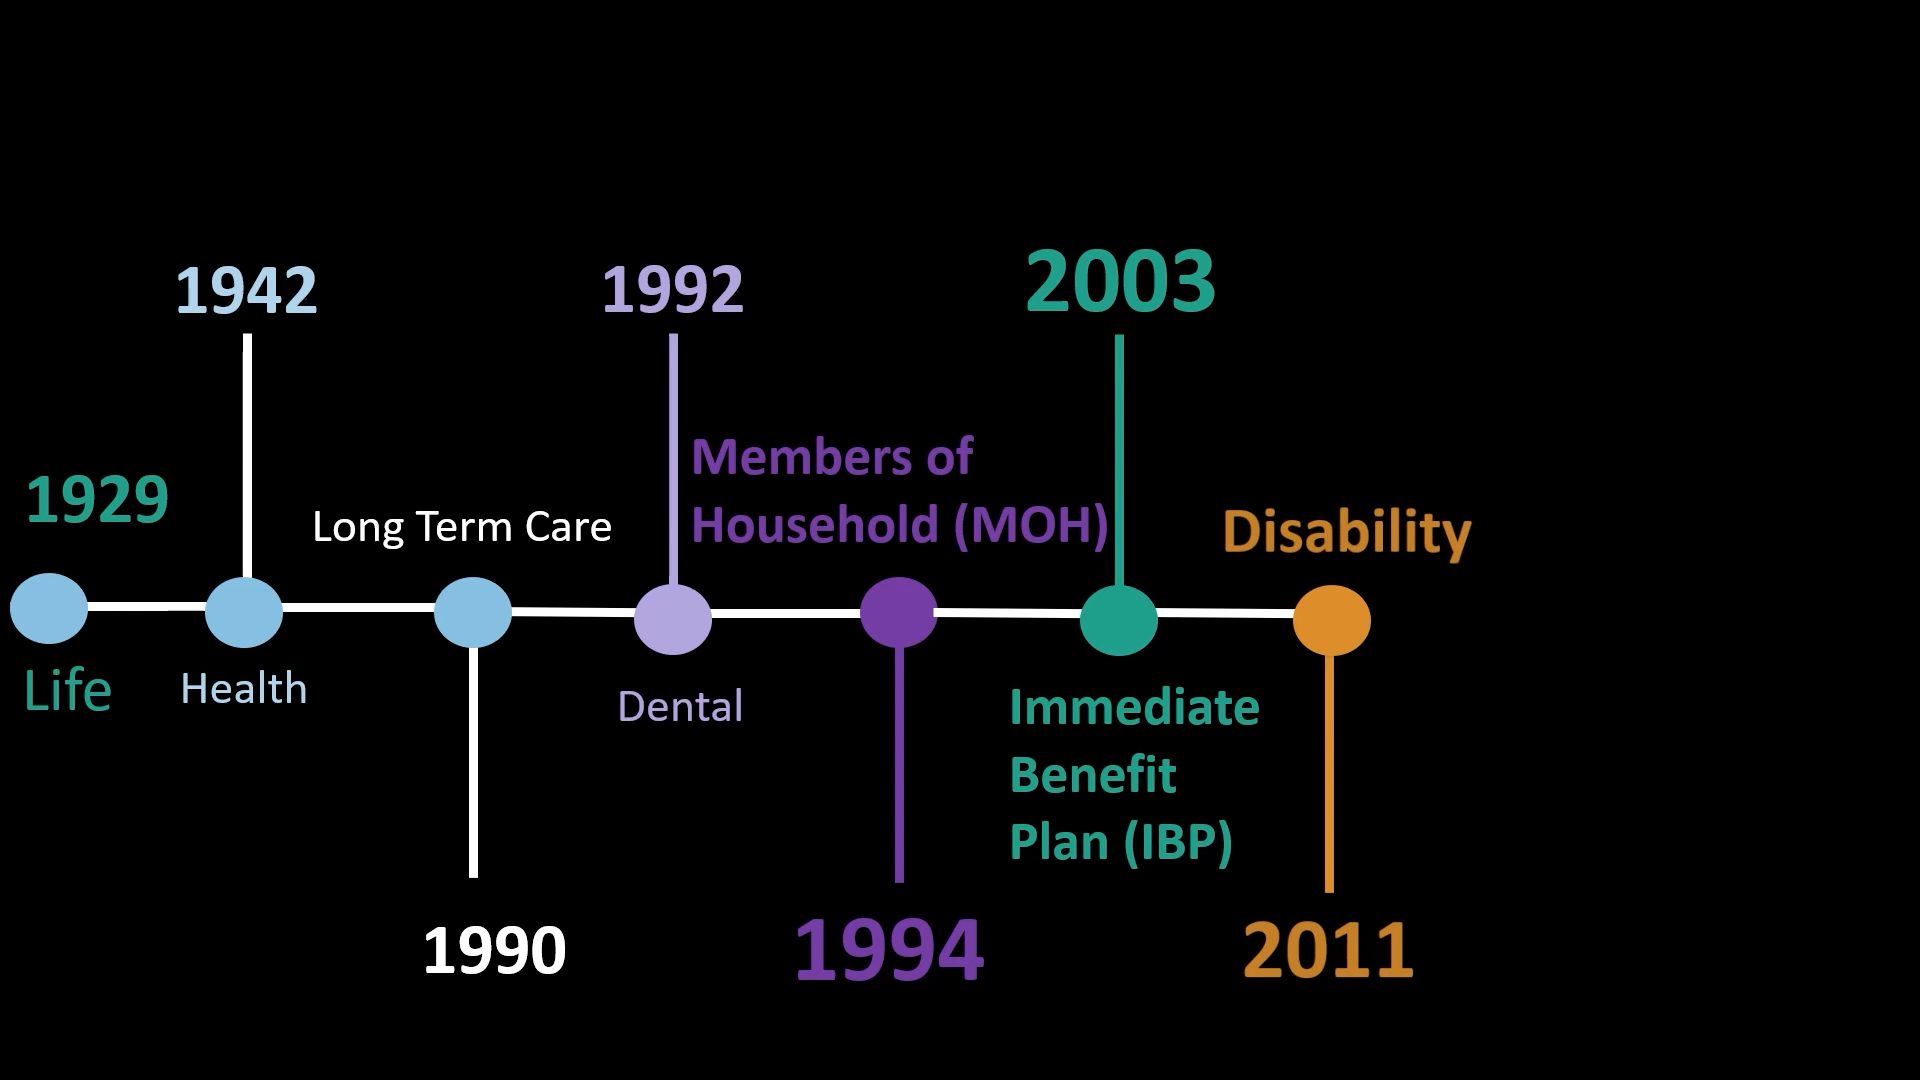 1929
Life
1942
Health
Long Term Care
1990
1992
Dental
Members of
Household (MOH)
1994
2003
Immediate
Benefit
Plan (IBP)
Disability
2011